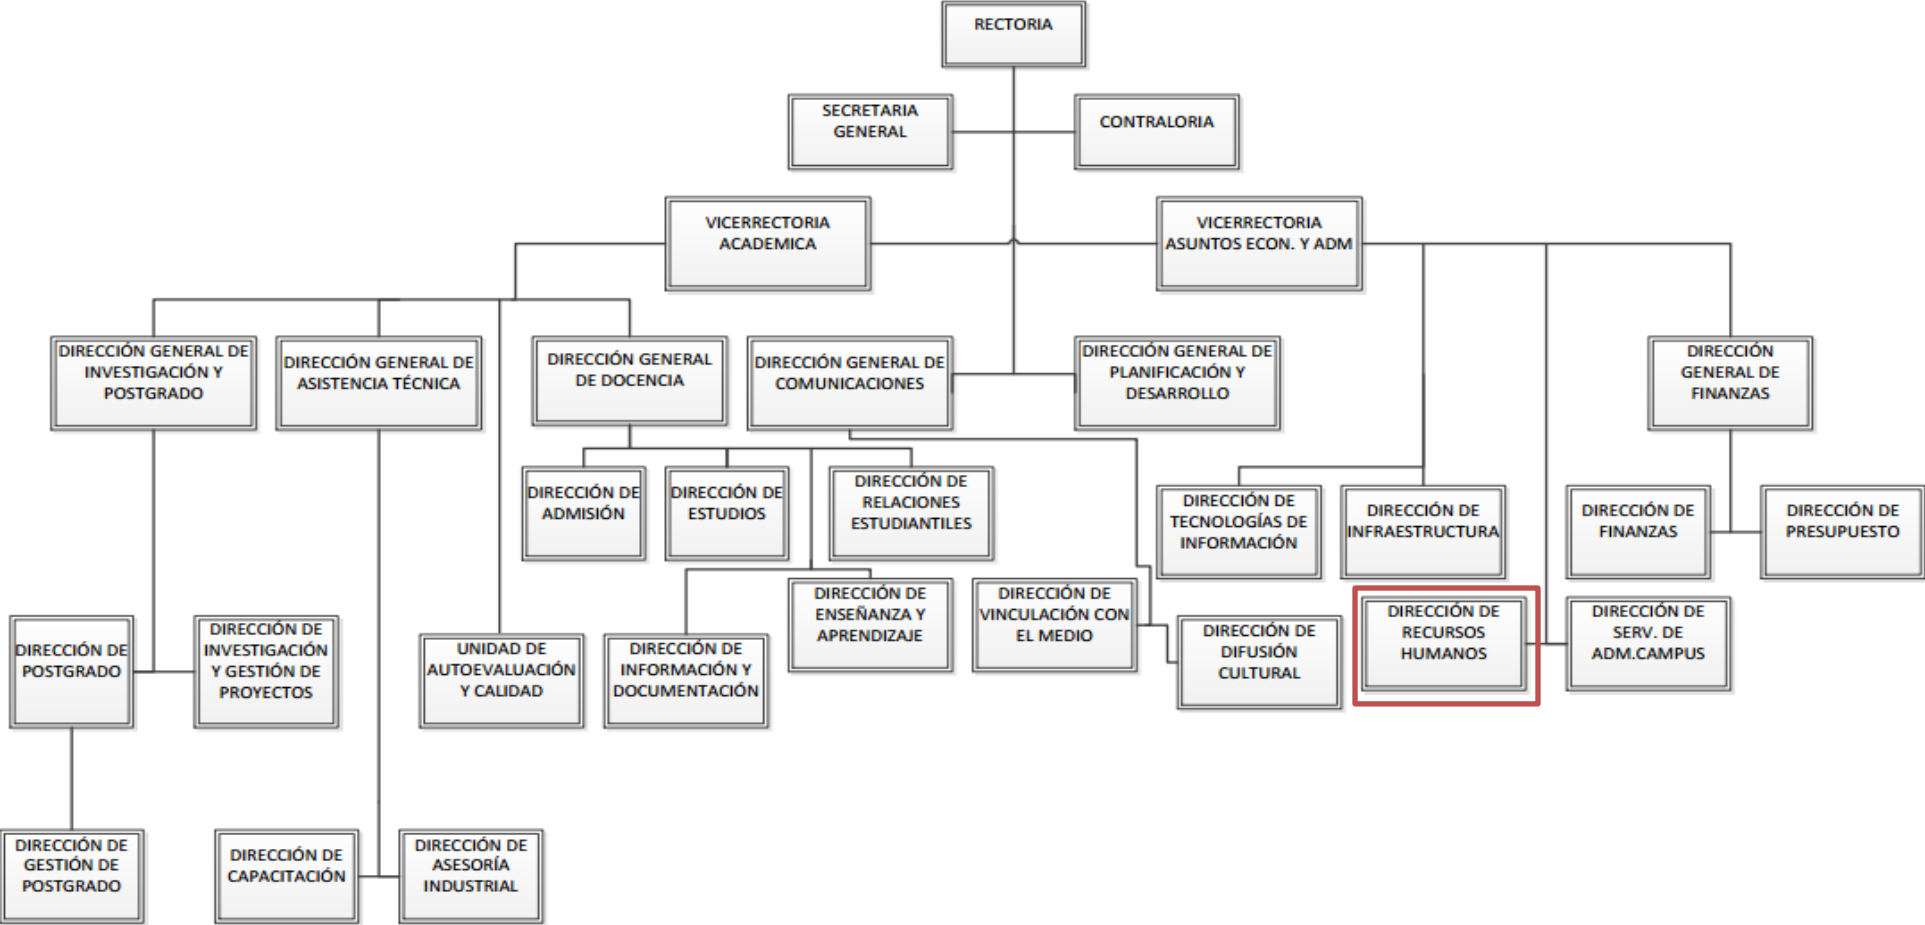 RECTORIA
SECRETARIA
GENERAL
CONTRALORIA
VICERRECTORIA
ACADEMICA
VICERRECTORIA
ASUNTOS ECON. Y ADM
DIRECCIÓN GENERAL DE
INVESTIGACIÓN Y
POSTGRADO
DIRECCIÓN GENERAL DE
ASISTENCIA TÉCNICA
DIRECCIÓN GENERAL
DE DOCENCIA
DIRECCIÓN GENERAL DE
COMUNICACIONES
DIRECCIÓN GENERAL DE
PLANIFICACIÓN Y
DESARROLLO
DIRECCIÓN
GENERAL DE
FINANZAS
DIRECCIÓN DE
ADMISIÓN
DIRECCIÓN DE
ESTUDIOS
DIRECCIÓN DE
RELACIONES
ESTUDIANTILES
DIRECCIÓN DE
TECNOLOGÍAS DE
INFORMACIÓN
DIRECCIÓN DE
INFRAESTRUCTURA
DIRECCIÓN DE
FINANZAS
DIRECCIÓN DE
PRESUPUESTO
DIRECCIÓN DE
POSTGRADO
DIRECCIÓN DE
INVESTIGACIÓN
Y GESTIÓN DE
PROYECTOS
UNIDAD DE
AUTOEVALUACIÓN
Y CALIDAD
DIRECCIÓN DE
INFORMACIÓN Y
DOCUMENTACIÓN
DIRECCIÓN DE
ENSEÑANZA Y
APRENDIZAJE
DIRECCIÓN DE
VINCULACIÓN CON
EL MEDIO
DIRECCIÓN DE
DIFUSIÓN
CULTURAL
DIRECCIÓN DE
RECURSOS
HUMANOS
DIRECCIÓN DE
SERV. DE
ADM.CAMPUS
DIRECCIÓN DE
GESTIÓN DE
POSTGRADO
DIRECCIÓN DE
CAPACITACIÓN
DIRECCIÓN DE
ASESORÍA
INDUSTRIAL